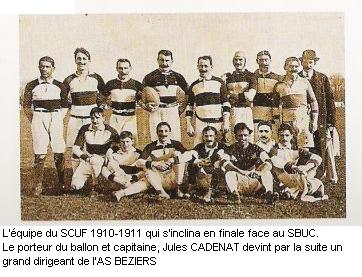 L'équipe du SCUF 1910-1911 qui s'inclina en finale face au SBUC.
Le porteur du ballon et capitaine, Jules CADENAT devint par la suite un
grand dirigeant de l'AS BEZIERS